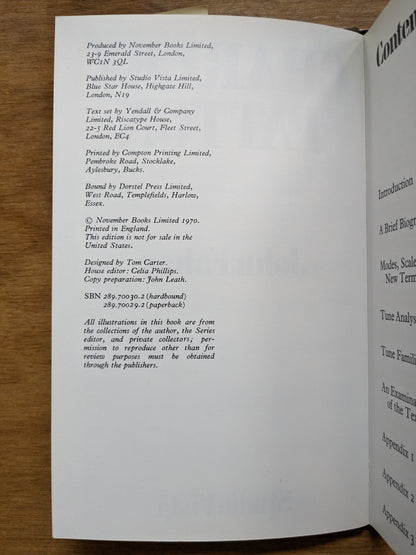 Produced by November Books Limited,
23-9 Emerald Street, London,
WC1N 3QL
Published by Studio Vista Limited,
Blue Star House, Highgate Hill,
London, N19
Text set by Yendall & Company
Limited, Riscatype House,
22-5 Red Lion Court, Fleet Street,
London, EC4
Printed by Compton Printing Limited,
Pembroke Road, Stocklake,
Aylesbury, Bucks.
Bound by Dorstel Press Limited,
West Road, Templefields, Harlow,
Essex.
© November Books Limited 1970.
Printed in England.
This edition is not for sale in the
United States.
Designed by Tom Carter.
House editor: Celia Phillips.
Copy preparation: John Leath.
SBN 289.70030.2 (hardbound)
289.70029.2 (paperback)
All illustrations in this book are from
the collections of the author, the Series
editor, and private collectors; per-
mission to reproduce other than for
review purposes must be obtained
through the publishers.
Conten
Introduction
A Brief Biogr
Modes, Scale
New Term
Tune Analys
Tune Famili
An Examina
of the Te
Appendix 1
Appendix 2
Appendix 3